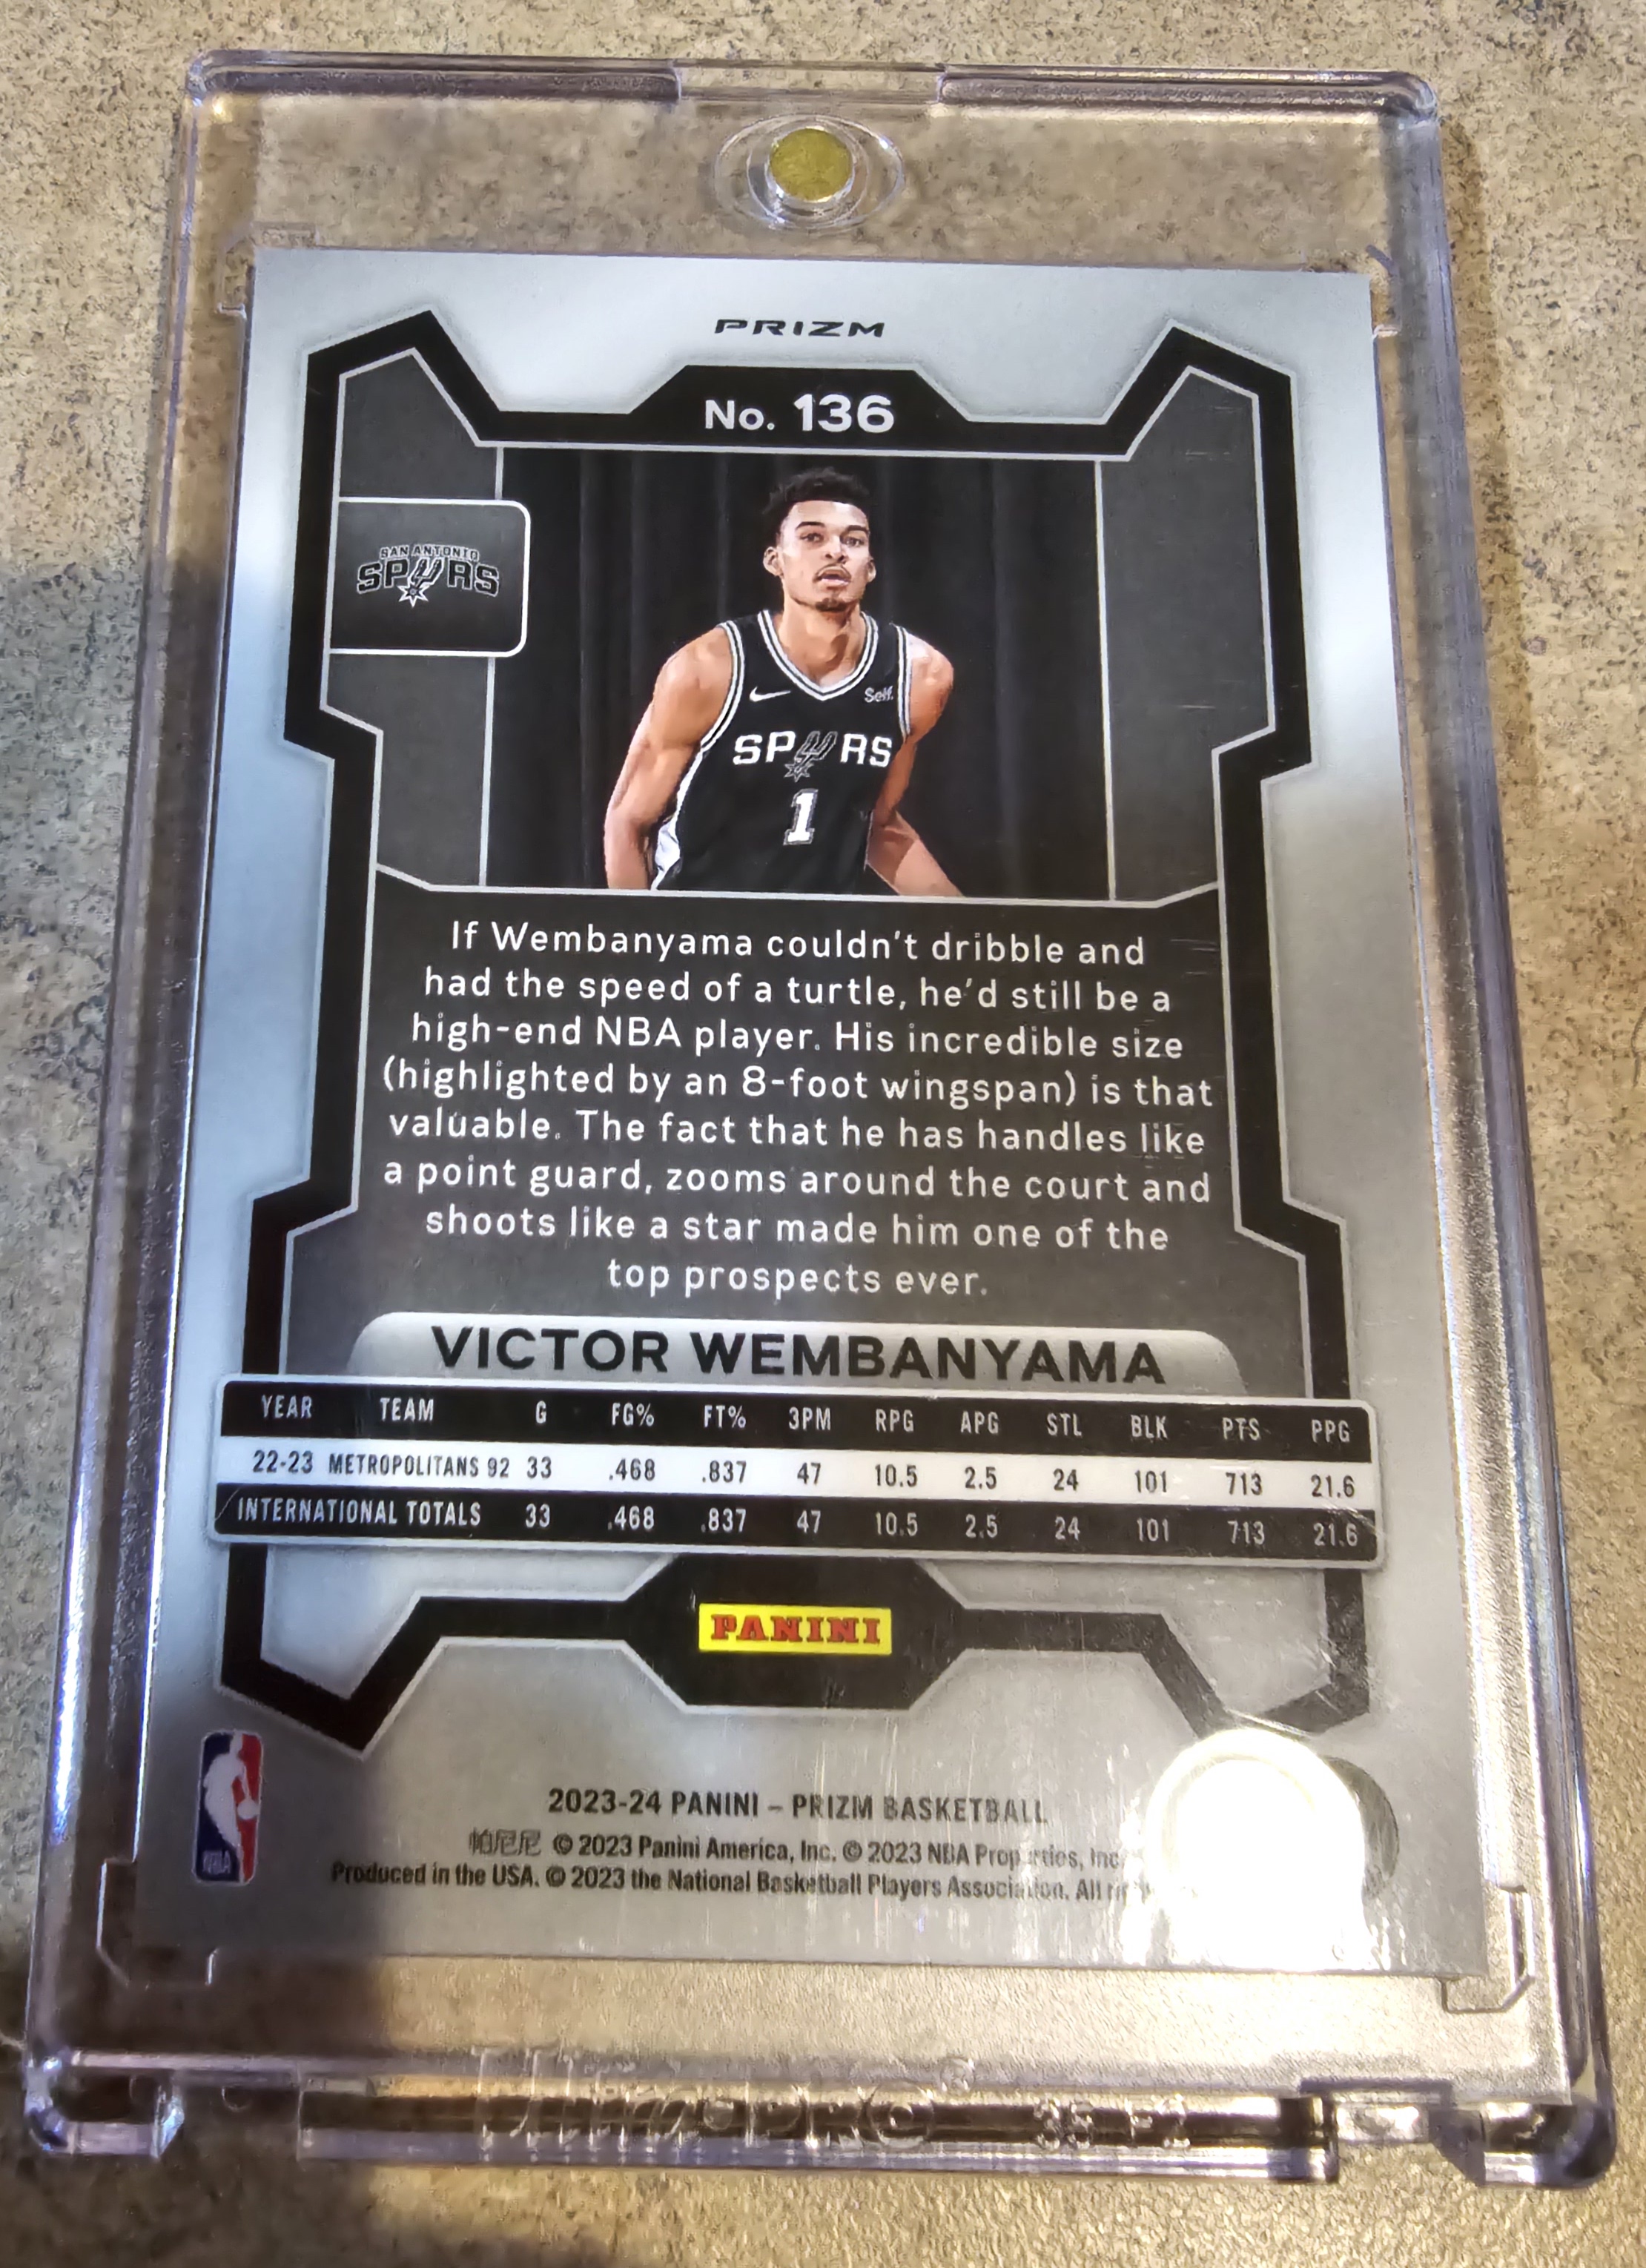 PRIZM
No. 136
SAN ANTONIO
SPURS
Self.
SPURS
1
If Wembanyama couldn't dribble and
had the speed of a turtle, he'd still be a
high-end NBA player. His incredible size
(highlighted by an 8-foot wingspan) is that
valuable. The fact that he has handles like
a point guard, zooms around the court and
shoots like a star made him one of the
top prospects ever.
VICTOR WEMBANYAMA
YEAR TEAM G FG% FT% 3PM RPG APG STL BLK PTS PPG
22-23 METROPOLITANS 92 33 .468 .837 47 10.5 2.5 24 101 713 21.6
INTERNATIONAL TOTALS 33 .468 .837 47 10.5 2.5 24 101 713 21.6
PANINI
NBA
2023-24 PANINI – PRIZM BASKETBALL
帕尼尼 © 2023 Panini America, Inc. © 2023 NBA Properties, Inc.
Produced in the USA. © 2023 the National Basketball Players Association. All
Ultra PRO®